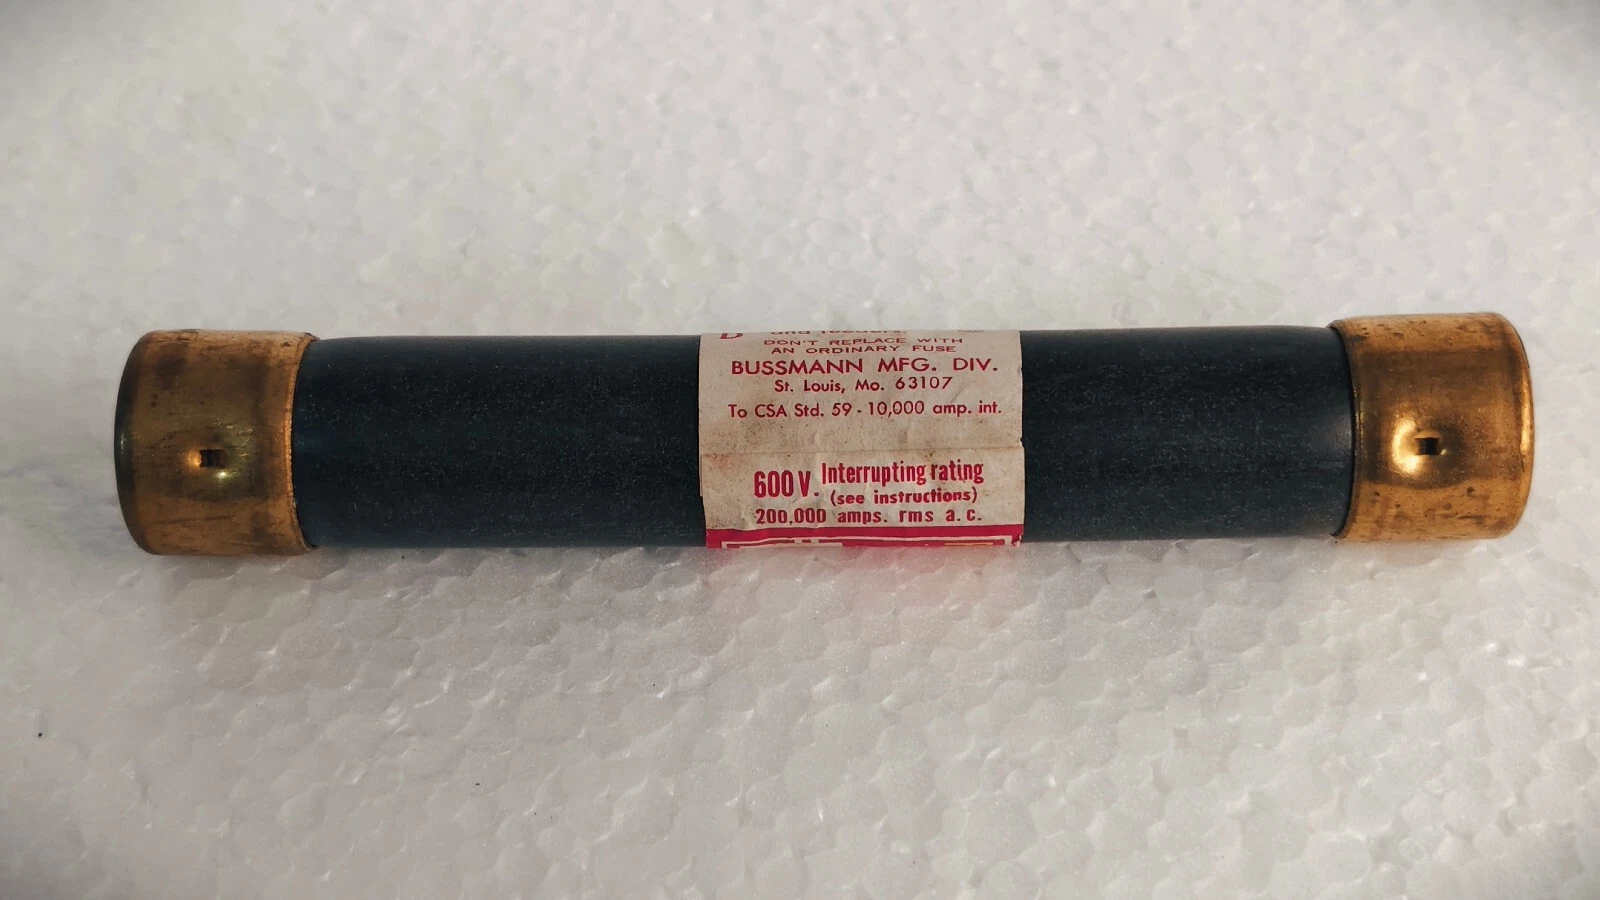 DON'T REPLACE WITH
AN ORDINARY FUSE
BUSSMANN MFG. DIV.
St. Louis, Mo. 63107
To CSA Std. 59 - 10,000 amp. int.
600 V. Interrupting rating
(see instructions)
200,000 amps. rms a.c.